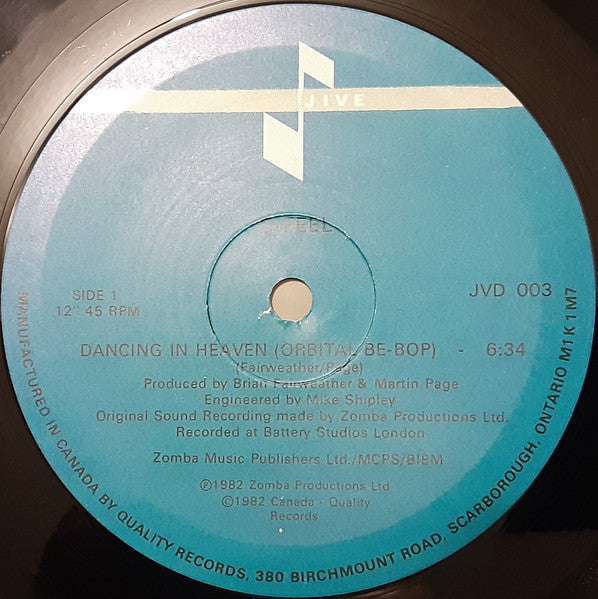 JIVE
FEEL
SIDE 1
12" 45 RPM
JVD 003
DANCING IN HEAVEN (ORBITAL BE-BOP) - 6:34
(Fairweather/Page)
Produced by Brian Fairweather & Martin Page
Engineered by Mike Shipley
Original Sound Recording made by Zomba Productions Ltd.
Recorded at Battery Studios London
Zomba Music Publishers Ltd./MCPS/BIEM
℗1982 Zomba Productions Ltd
©1982 Canada - Quality
Records
MANUFACTURED IN CANADA BY QUALITY RECORDS, 380 BIRCHMOUNT ROAD, SCARBOROUGH, ONTARIO M1K 1M7